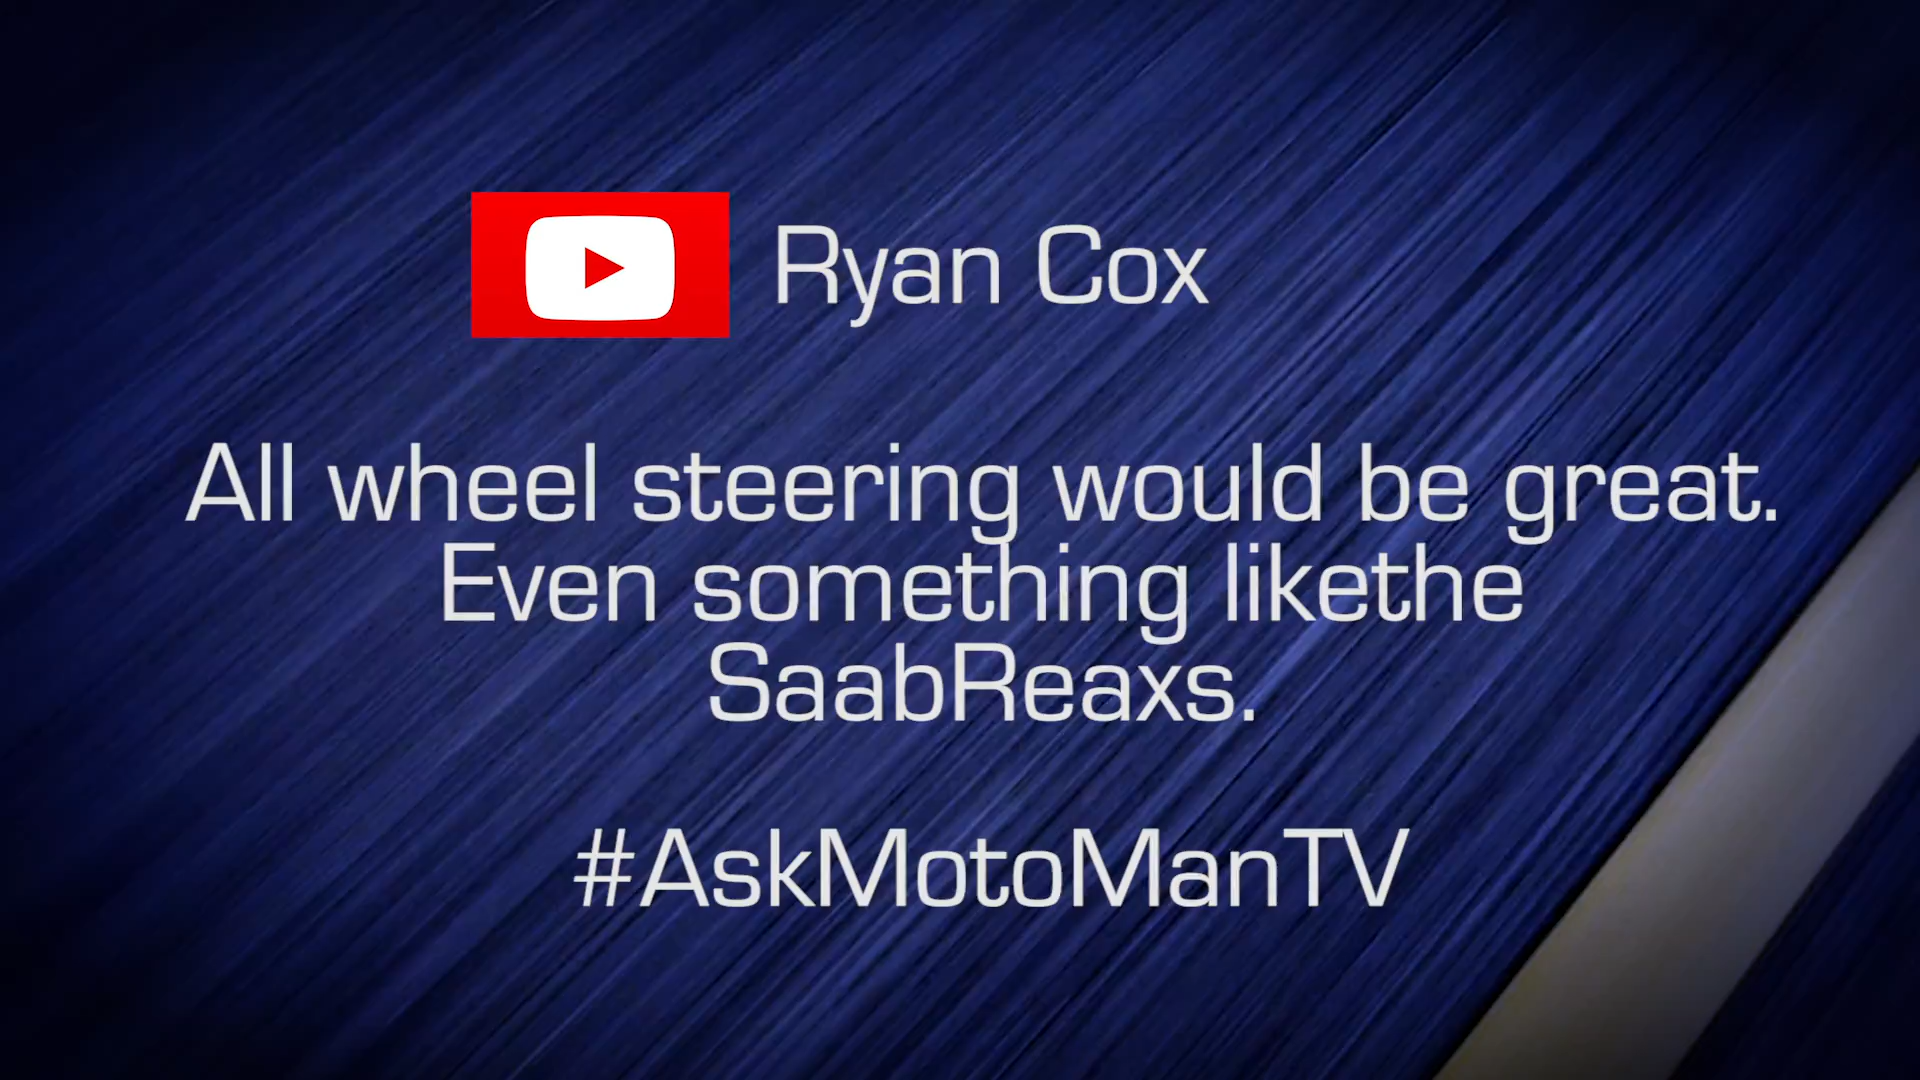 Ryan Cox
All wheel steering would be great.
Even something likethe
SaabReaxs.
#AskMotoManTV